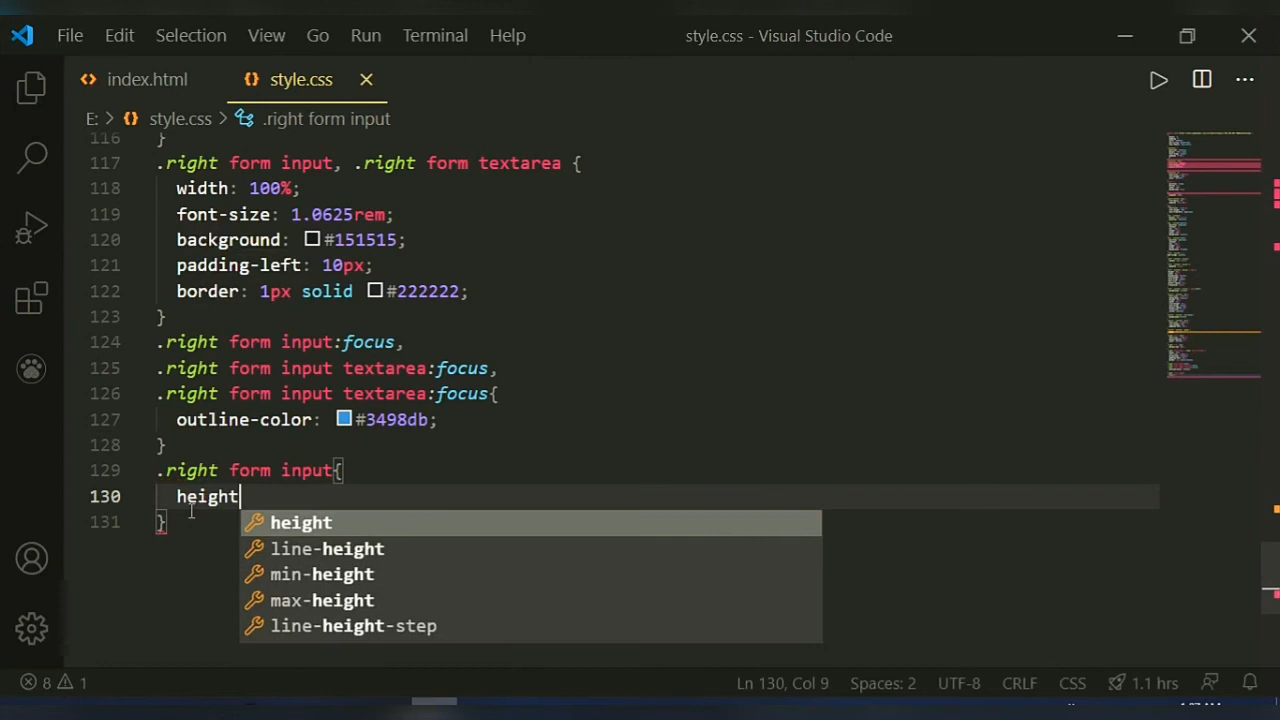 File Edit Selection View Go Run Terminal Help style.css - Visual Studio Code
index.html {} style.css
E: > {} style.css > .right form input
116 }
117 .right form input, .right form textarea {
118 width: 100%;
119 font-size: 1.0625rem;
120 background: #151515;
121 padding-left: 10px;
122 border: 1px solid #222222;
123 }
124 .right form input:focus,
125 .right form input textarea:focus,
126 .right form input textarea:focus{
127 outline-color: #3498db;
128 }
129 .right form input{
130 height
131 }
height
line-height
min-height
max-height
line-height-step
8 1 Ln 130, Col 9 Spaces: 2 UTF-8 CRLF CSS 1.1 hrs